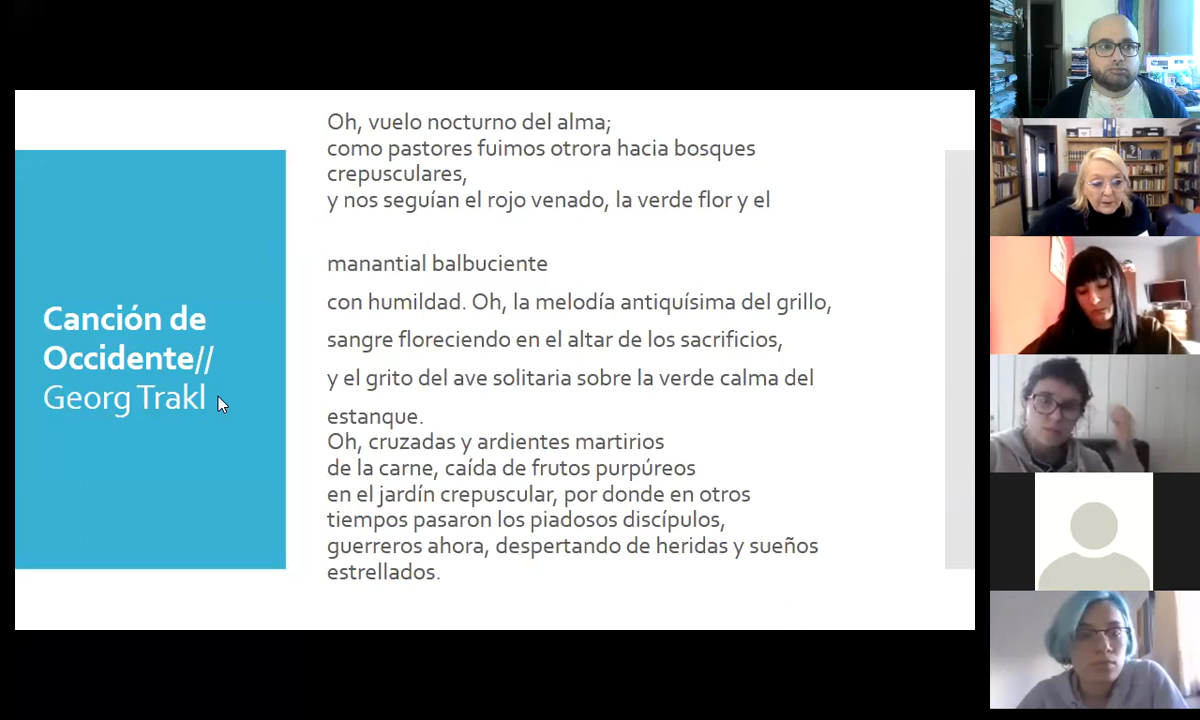 Canción de
Occidente//
Georg Trakl
Oh, vuelo nocturno del alma;
como pastores fuimos otrora hacia bosques
crepusculares,
y nos seguían el rojo venado, la verde flor y el
manantial balbuciente
con humildad. Oh, la melodía antiquísima del grillo,
sangre floreciendo en el altar de los sacrificios,
y el grito del ave solitaria sobre la verde calma del
estanque.
Oh, cruzadas y ardientes martirios
de la carne, caída de frutos purpúreos
en el jardín crepuscular, por donde en otros
tiempos pasaron los piadosos discípulos,
guerreros ahora, despertando de heridas y sueños
estrellados.